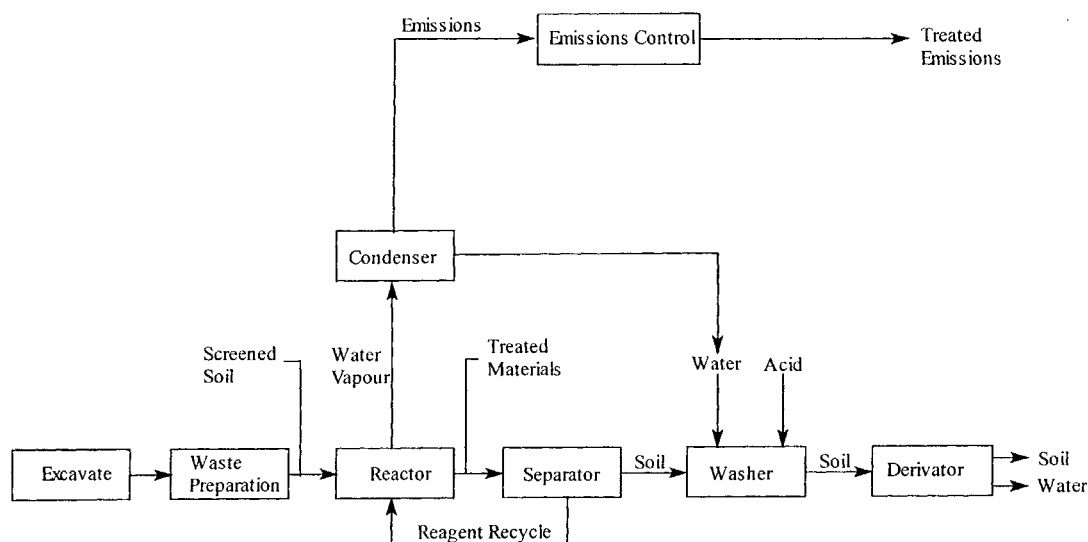 Emissions
Emissions Control
Treated
Emissions
Condenser
Screened
Soil
Water
Vapour
Treated
Materials
Water
Acid
Excavate
Waste
Preparation
Reactor
Separator
Soil
Washer
Soil
Derivator
Soil
Water
Reagent Recycle